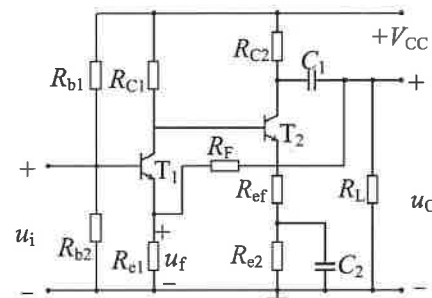 R_C2
+V_CC
R_b1
R_C1
C_1
+
+
T_1
R_F
T_2
+
R_ef
R_L
u_i
R_b2
+
R_e1
u_f
−
R_e2
C_2
u_O
−
−